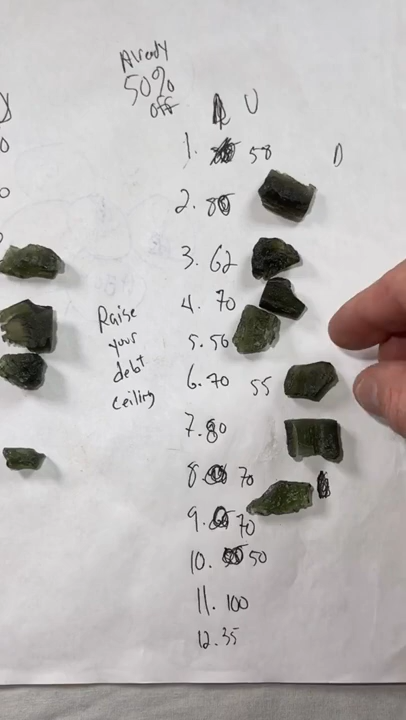 Already
50%
off
U
1. 58
D
2. 80
3. 62
4. 70
Raise
your
debt
ceiling
5. 56
6. 70 55
7. 80
8. 70
9. 70
10. 50
11. 100
12. 35